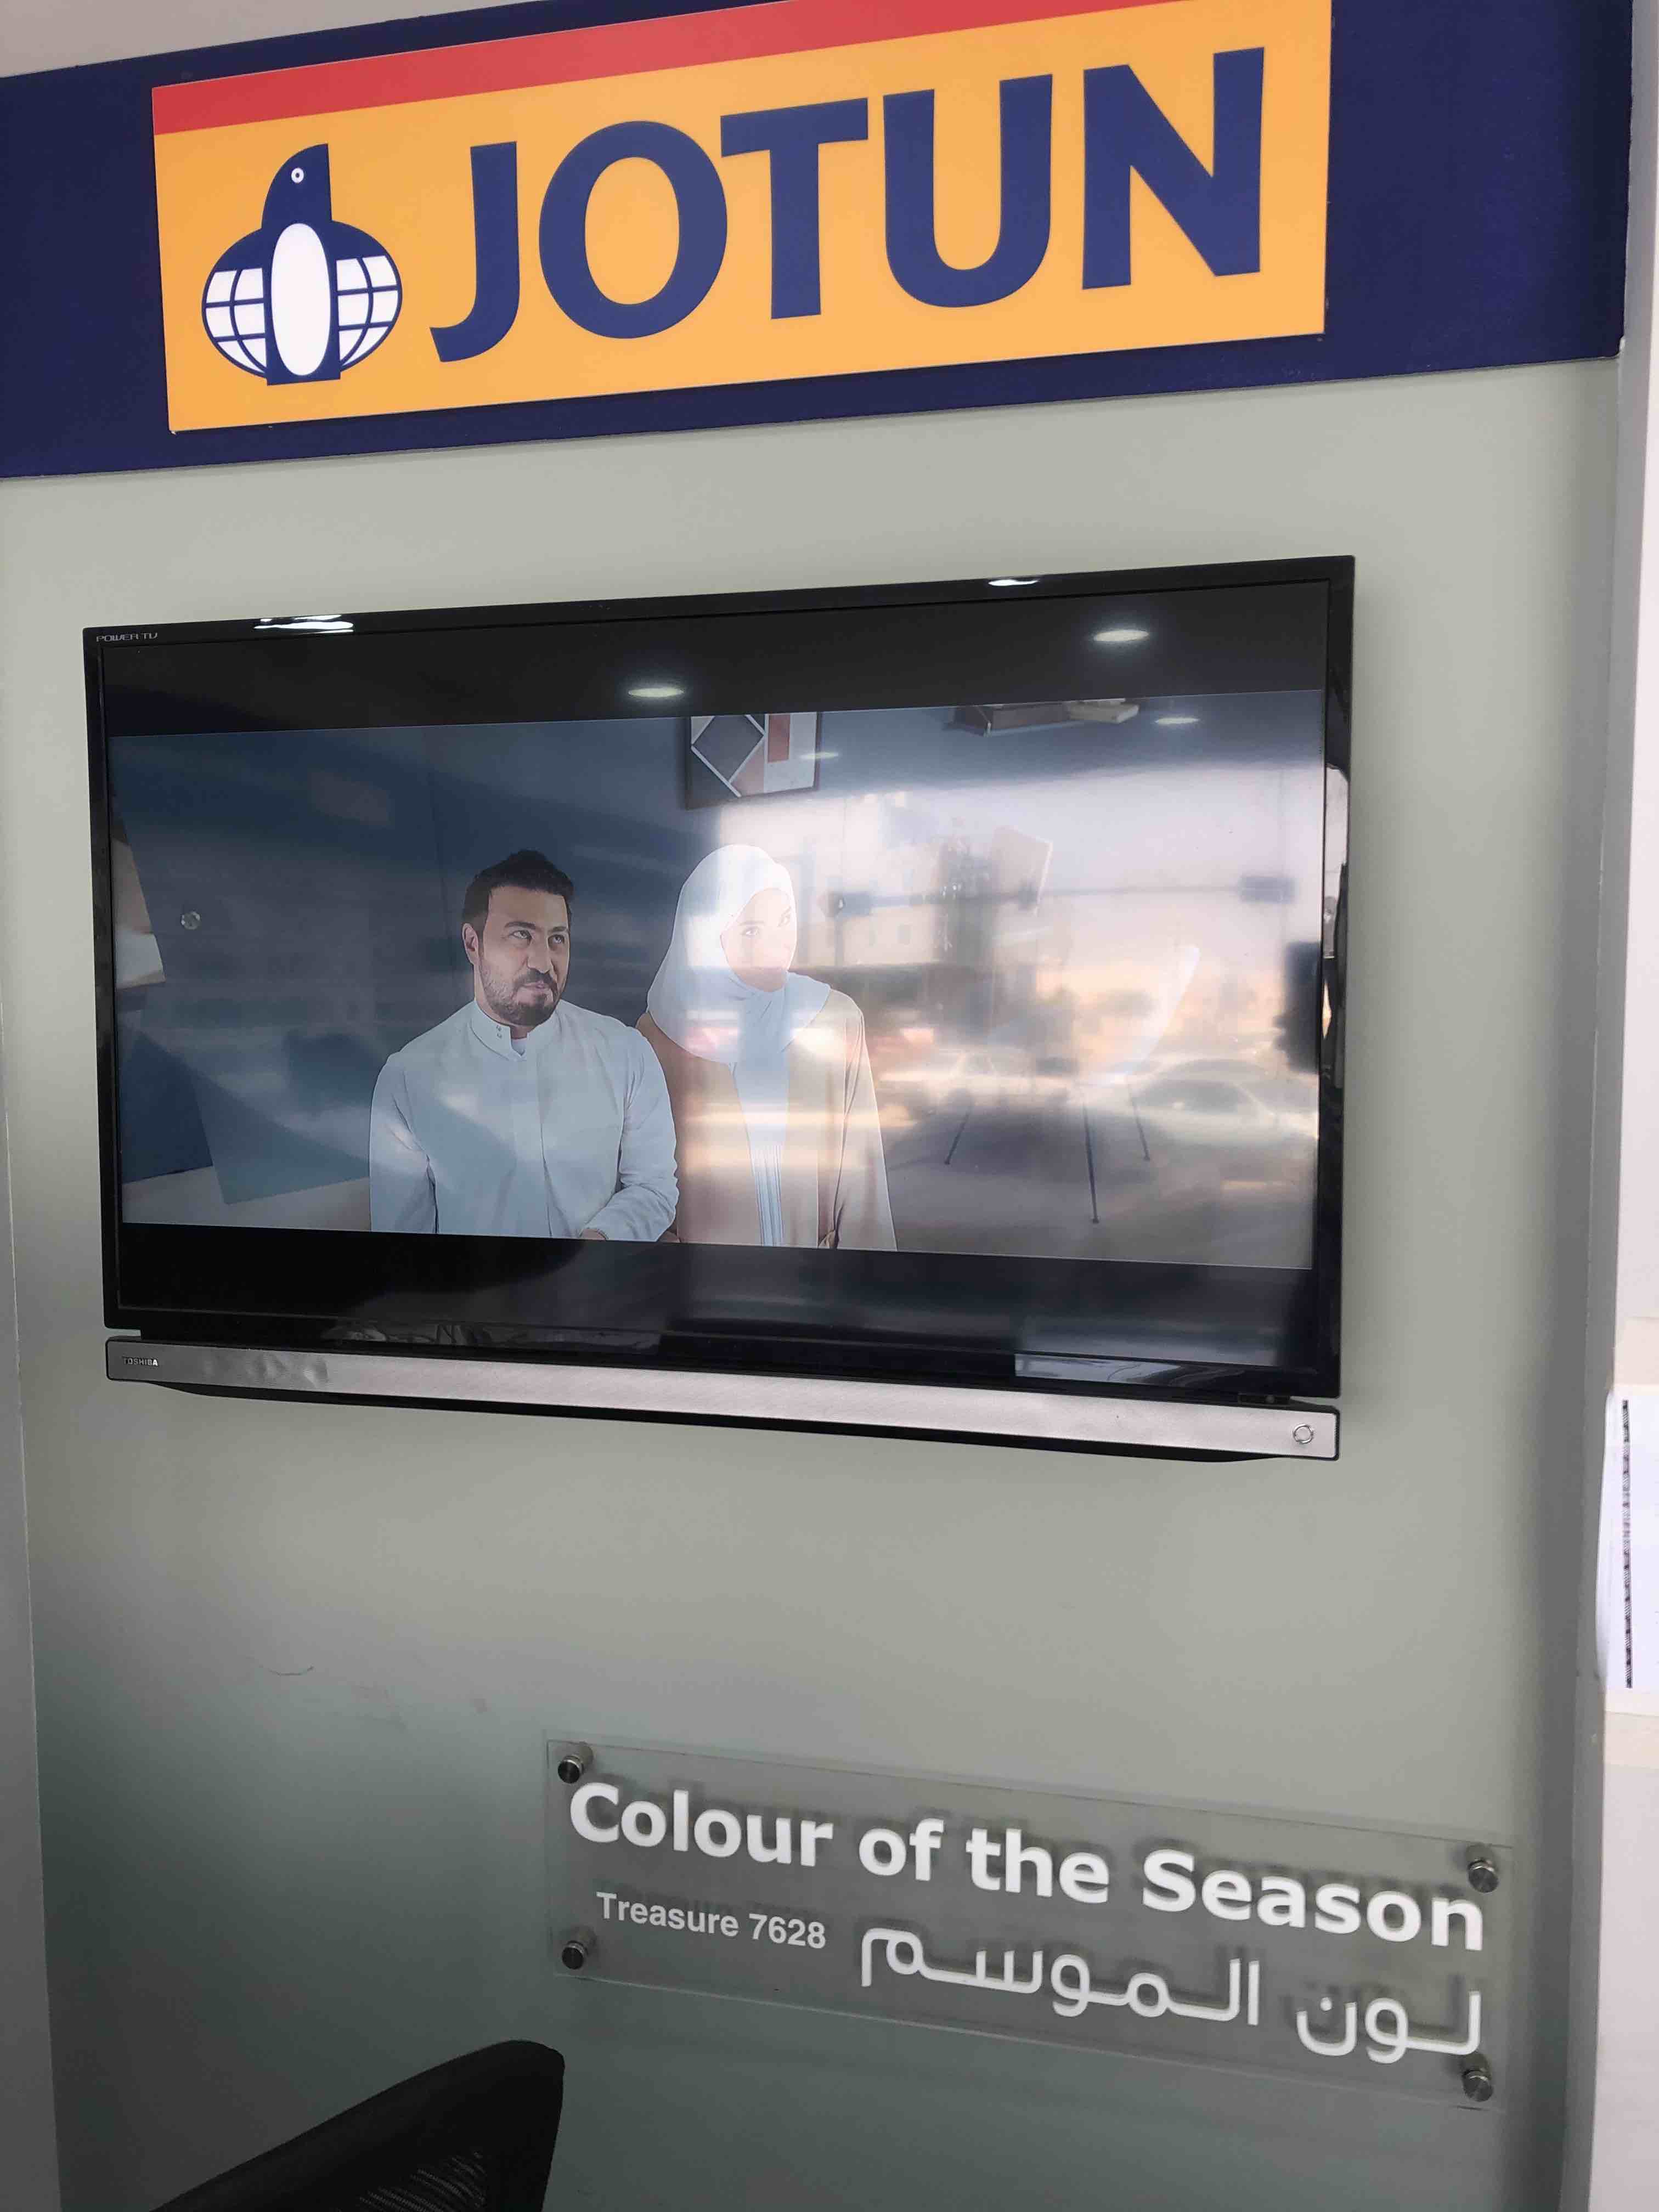 JOTUN
POWER TV
TOSHIBA
Colour of the Season
Treasure 7628
لون الموسم